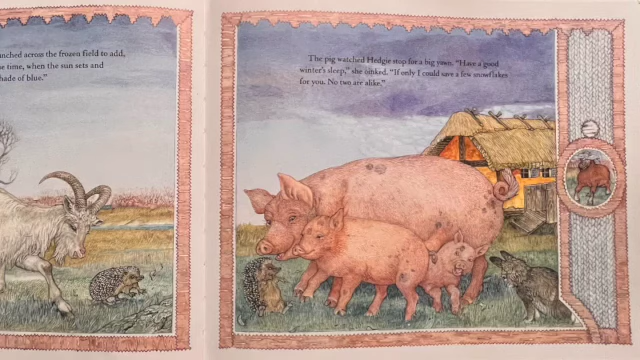 nched across the frozen field to add,
e time, when the sun sets and
hade of blue."
The pig watched Hedgie stop for a big yawn. "Have a good
winter's sleep," she oinked. "If only I could save a few snowflakes
for you. No two are alike."